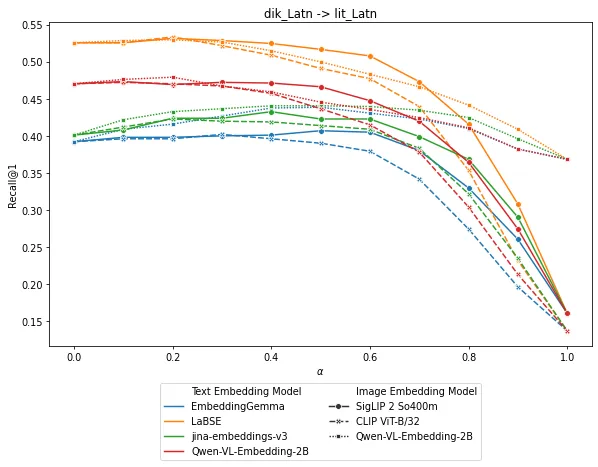 dik_Latn -> lit_Latn
0.55
0.50
0.45
0.40
0.35
0.30
0.25
0.20
0.15
Recall@1
0.0 0.2 0.4 0.6 0.8 1.0
α
Text Embedding Model
EmbeddingGemma
LaBSE
jina-embeddings-v3
Qwen-VL-Embedding-2B
Image Embedding Model
SigLIP 2 So400m
CLIP ViT-B/32
Qwen-VL-Embedding-2B